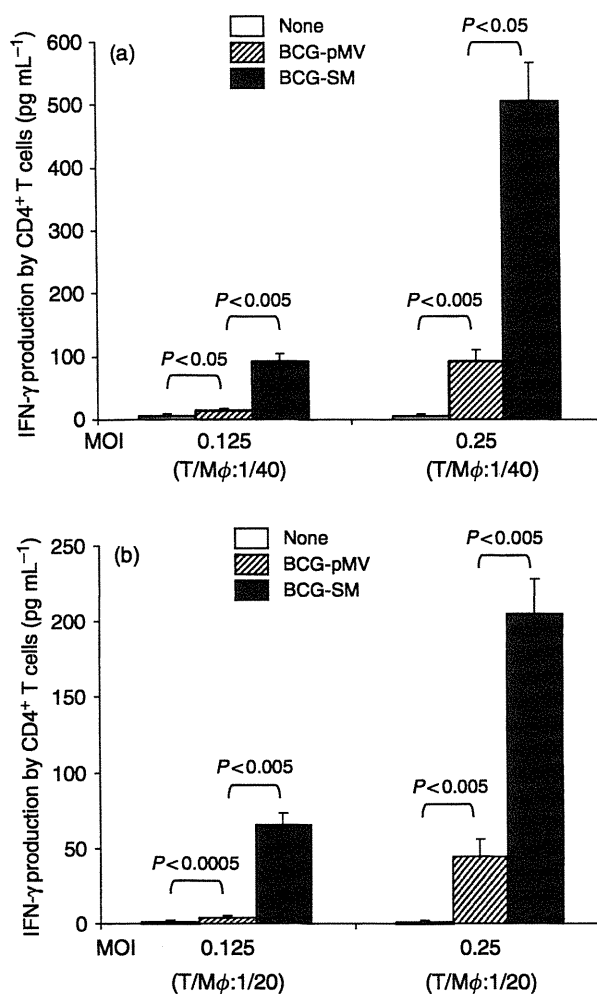 None
BCG-pMV
BCG-SM
(a)
IFN-γ production by CD4⁺ T cells (pg mL⁻¹)
600
500
400
300
200
100
0
P<0.05
P<0.005
P<0.005
P<0.05
MOI 0.125 0.25
(T/Mϕ:1/40) (T/Mϕ:1/40)
None
BCG-pMV
BCG-SM
(b)
IFN-γ production by CD4⁺ T cells (pg mL⁻¹)
250
200
150
100
50
0
P<0.005
P<0.005
P<0.005
P<0.0005
MOI 0.125 0.25
(T/Mϕ:1/20) (T/Mϕ:1/20)